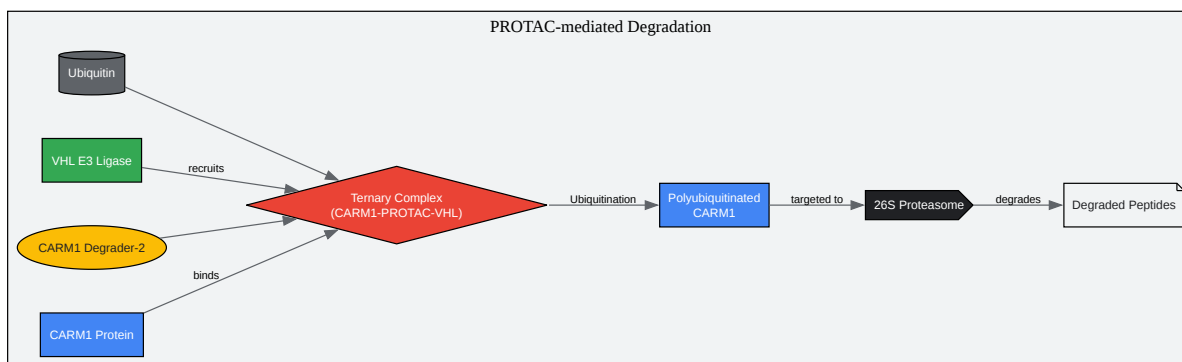 PROTAC-mediated Degradation
Ubiquitin
VHL E3 Ligase
recruits
CARM1 Degrader-2
binds
CARM1 Protein
Ternary Complex
(CARM1-PROTAC-VHL)
Ubiquitination
Polyubiquitinated
CARM1
targeted to
26S Proteasome
degrades
Degraded Peptides